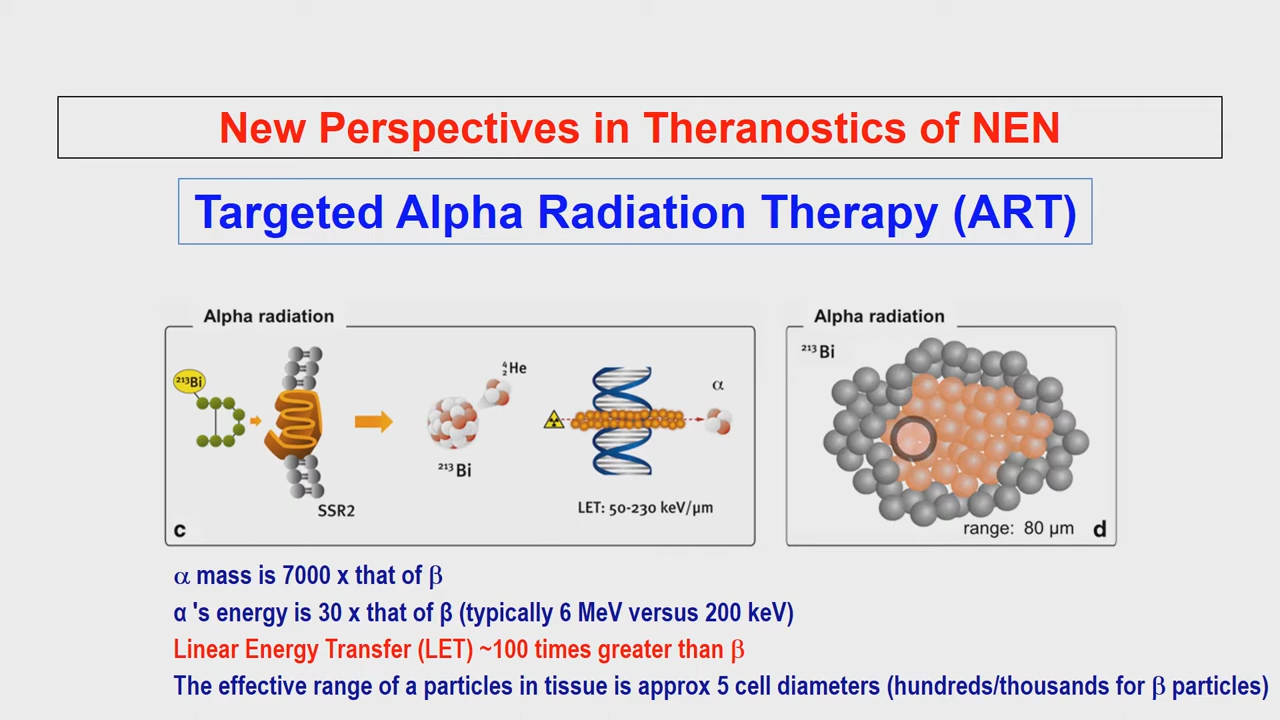 New Perspectives in Theranostics of NEN
Targeted Alpha Radiation Therapy (ART)
Alpha radiation
²¹³Bi
SSR2
²¹³Bi
⁴₂He
α
LET: 50-230 keV/µm
c
Alpha radiation
²¹³Bi
range: 80 µm
d
α mass is 7000 x that of β
α 's energy is 30 x that of β (typically 6 MeV versus 200 keV)
Linear Energy Transfer (LET) ~100 times greater than β
The effective range of a particles in tissue is approx 5 cell diameters (hundreds/thousands for β particles)